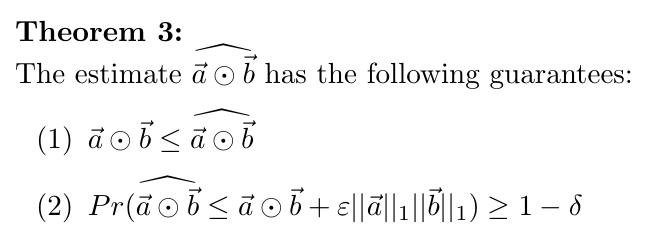 Theorem 3:
The estimate $\widehat{\vec{a} \odot \vec{b}}$ has the following guarantees:
(1) $\vec{a} \odot \vec{b} \leq \widehat{\vec{a} \odot \vec{b}}$
(2) $Pr(\widehat{\vec{a} \odot \vec{b}} \leq \vec{a} \odot \vec{b} + \varepsilon ||\vec{a}||_1 ||\vec{b}||_1) \geq 1 - \delta$